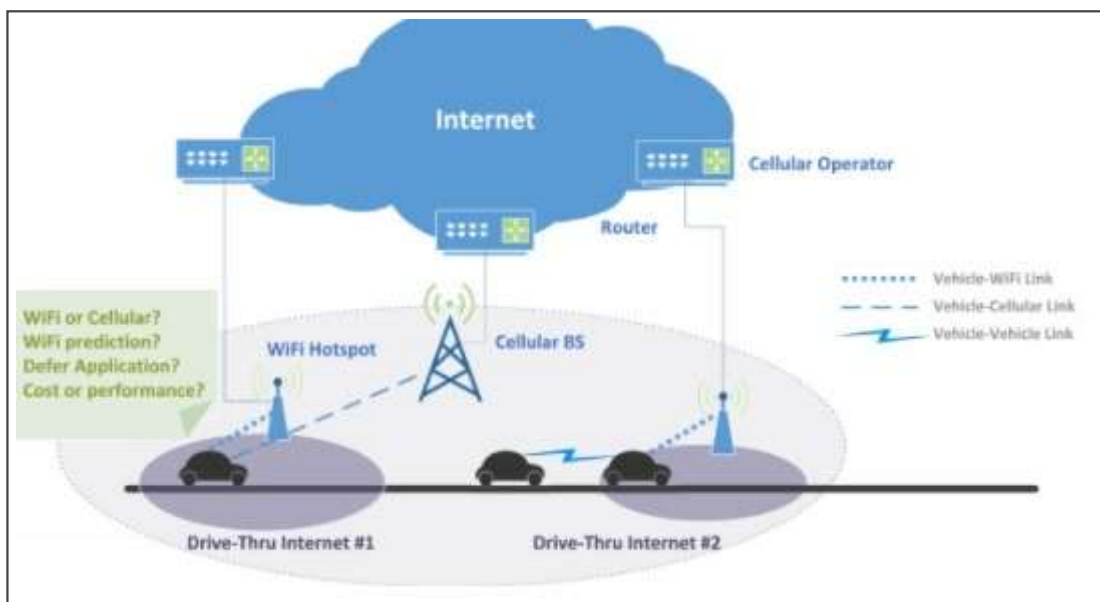 Internet
Cellular Operator
Router
Vehicle-WiFi Link
Vehicle-Cellular Link
Vehicle-Vehicle Link
WiFi or Cellular?
WiFi prediction?
Defer Application?
Cost or performance?
WiFi Hotspot
Cellular BS
Drive-Thru Internet #1
Drive-Thru Internet #2